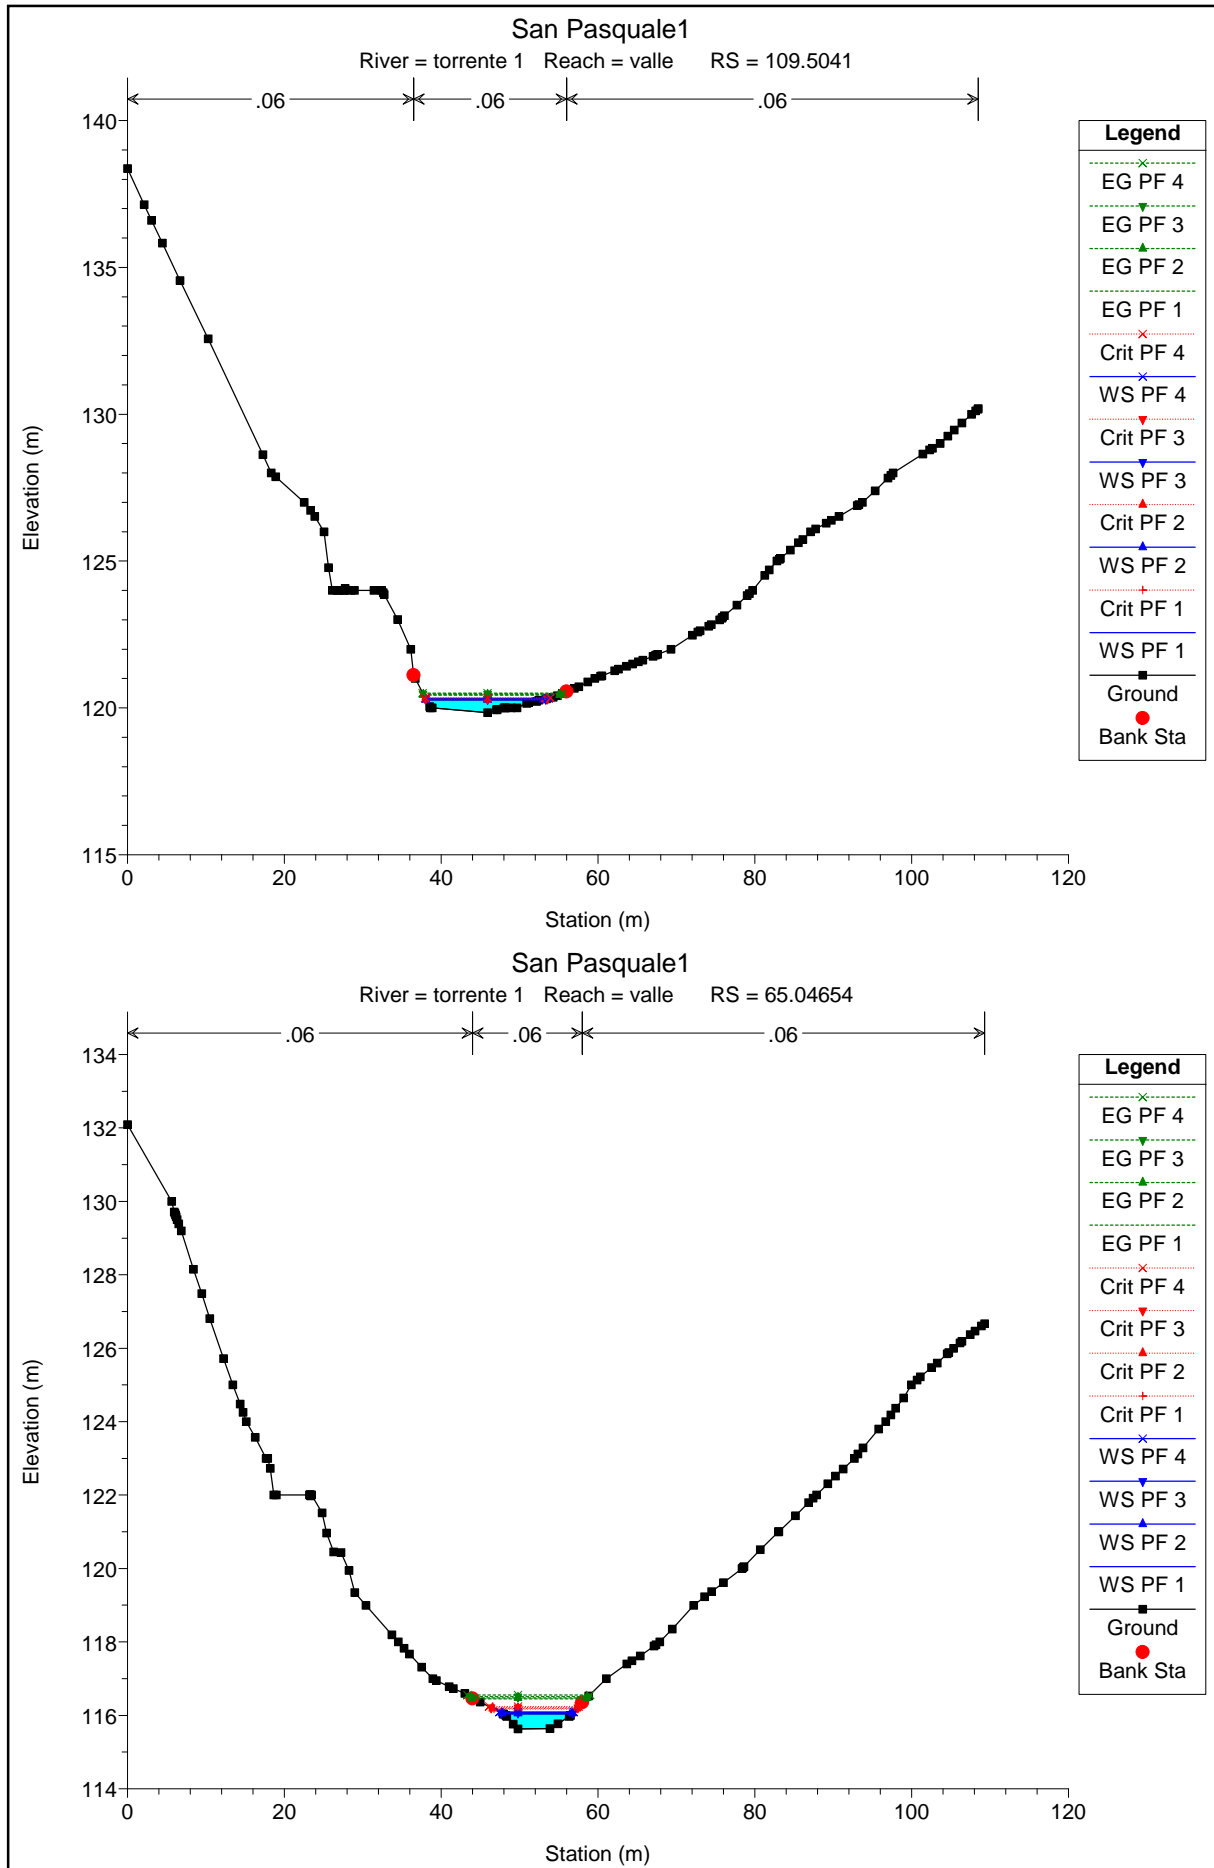 San Pasquale1
River = torrente 1 Reach = valle RS = 109.5041
.06 .06 .06
140
135
130
125
120
115
Elevation (m)
0 20 40 60 80 100 120
Station (m)
Legend
EG PF 4
EG PF 3
EG PF 2
EG PF 1
Crit PF 4
WS PF 4
Crit PF 3
WS PF 3
Crit PF 2
WS PF 2
Crit PF 1
WS PF 1
Ground
Bank Sta
San Pasquale1
River = torrente 1 Reach = valle RS = 65.04654
.06 .06 .06
134
132
130
128
126
124
122
120
118
116
114
Elevation (m)
0 20 40 60 80 100 120
Station (m)
Legend
EG PF 4
EG PF 3
EG PF 2
EG PF 1
Crit PF 4
Crit PF 3
Crit PF 2
Crit PF 1
WS PF 4
WS PF 3
WS PF 2
WS PF 1
Ground
Bank Sta